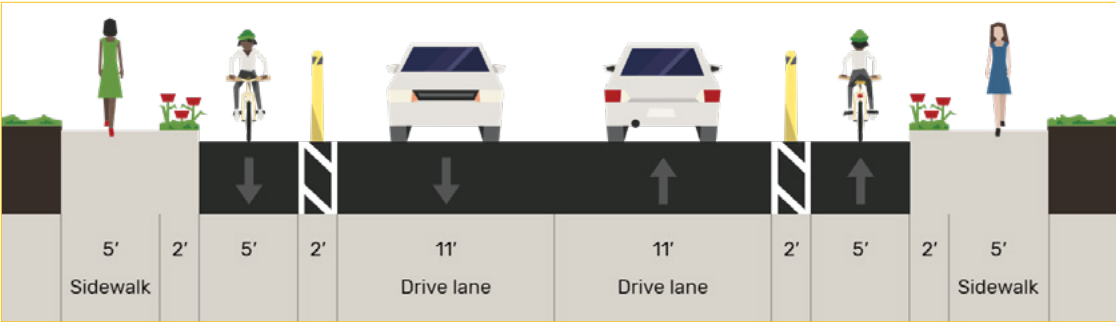 5’ 2’ 5’ 2’ 11’ 11’ 2’ 5’ 2’ 5’
Sidewalk Drive lane Drive lane Sidewalk